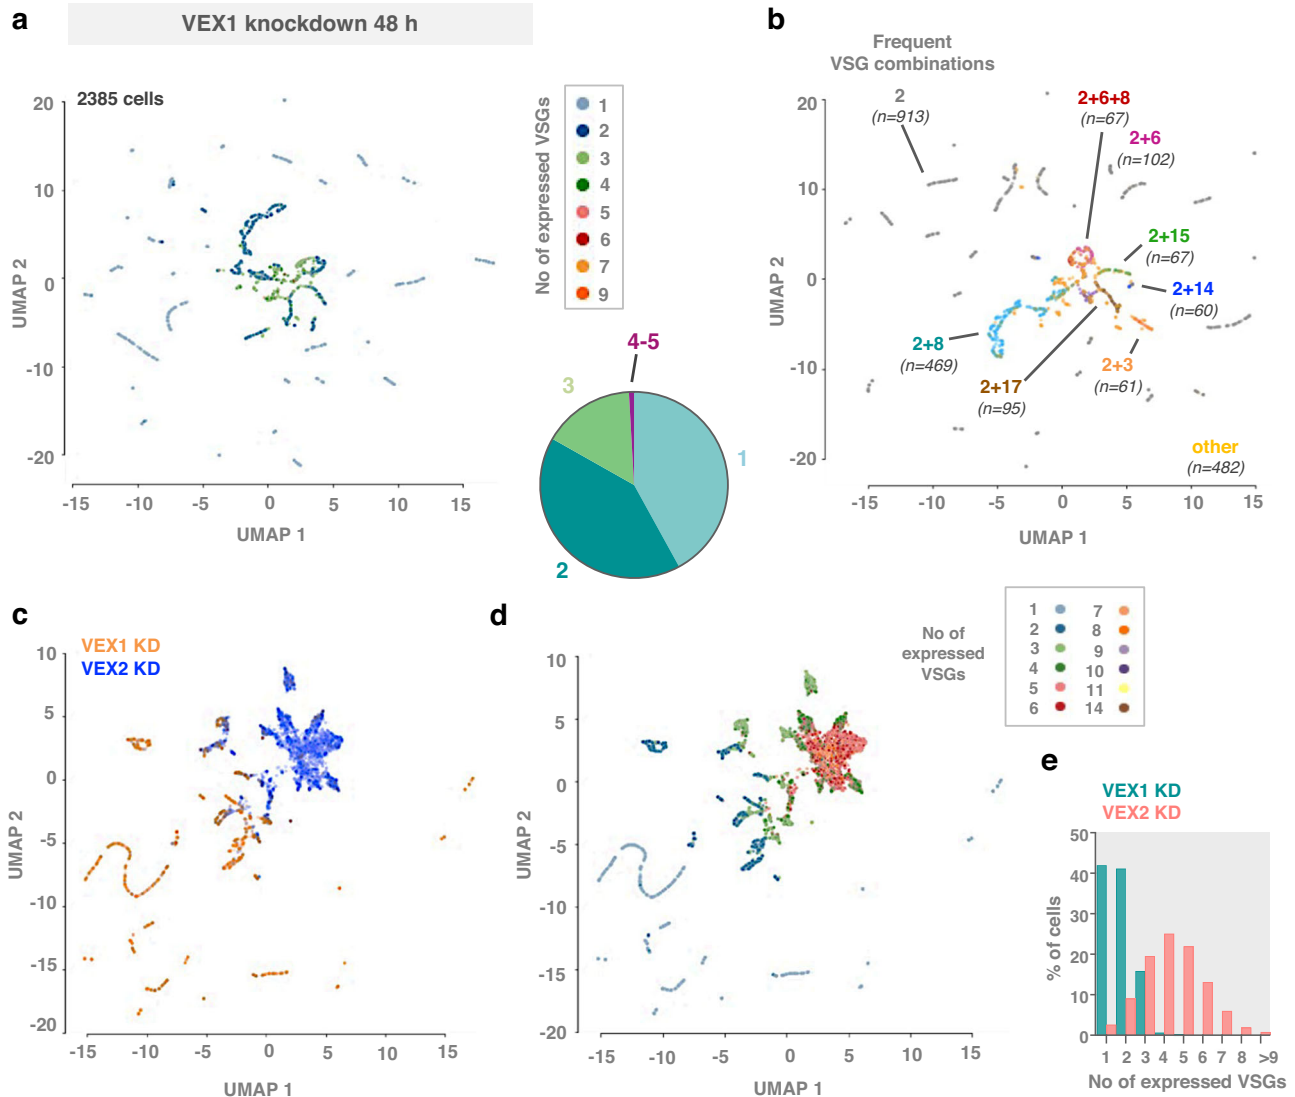 a
VEX1 knockdown 48 h
2385 cells
20
10
0
-10
-20
UMAP 2
-15
-10
-5
0
5
10
15
UMAP 1
No of expressed VSGs
1
2
3
4
5
6
7
9
4-5
3
1
2
b
Frequent
VSG combinations
2
(n=913)
2+6+8
(n=67)
2+6
(n=102)
2+15
(n=67)
2+14
(n=60)
2+8
(n=469)
2+17
(n=95)
2+3
(n=61)
other
(n=482)
20
10
0
-10
-20
UMAP 2
-15
-10
-5
0
5
10
15
UMAP 1
c
VEX1 KD
VEX2 KD
10
5
0
-5
-10
-15
-20
UMAP 2
-15
-10
-5
0
5
10
15
UMAP 1
d
10
5
0
-5
-10
-15
-20
UMAP 2
-15
-10
-5
0
5
10
15
UMAP 1
No of
expressed
VSGs
1 7
2 8
3 9
4 10
5 11
6 14
e
VEX1 KD
VEX2 KD
50
40
30
20
10
0
% of cells
1 2 3 4 5 6 7 8 >9
No of expressed VSGs